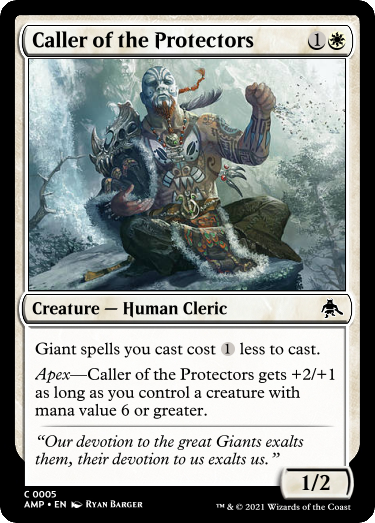 Caller of the Protectors 1
Creature — Human Cleric
Giant spells you cast cost 1 less to cast.
Apex—Caller of the Protectors gets +2/+1
as long as you control a creature with
mana value 6 or greater.
“Our devotion to the great Giants exalts
them, their devotion to us exalts us.”
1/2
C 0005
AMP • EN RYAN BARGER
™ & © 2021 Wizards of the Coast